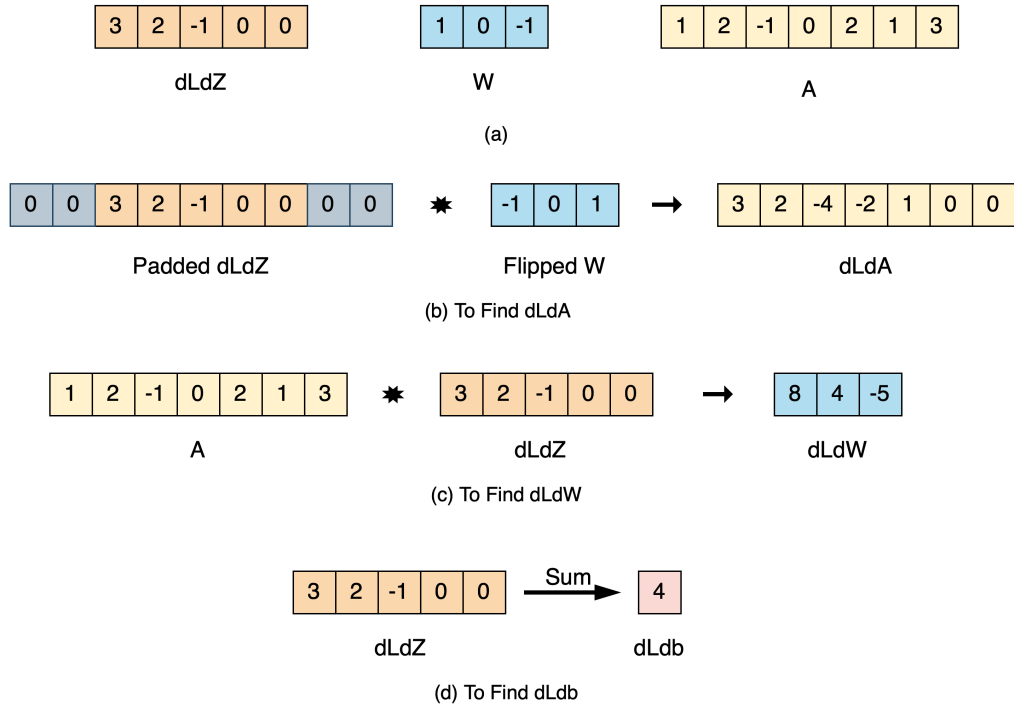 3 2 -1 0 0
1 0 -1
1 2 -1 0 2 1 3
dLdZ
W
A
(a)
0 0 3 2 -1 0 0 0 0
-1 0 1
3 2 -4 -2 1 0 0
Padded dLdZ
Flipped W
dLdA
(b) To Find dLdA
1 2 -1 0 2 1 3
3 2 -1 0 0
8 4 -5
A
dLdZ
dLdW
(c) To Find dLdW
3 2 -1 0 0
Sum
4
dLdZ
dLdb
(d) To Find dLdb